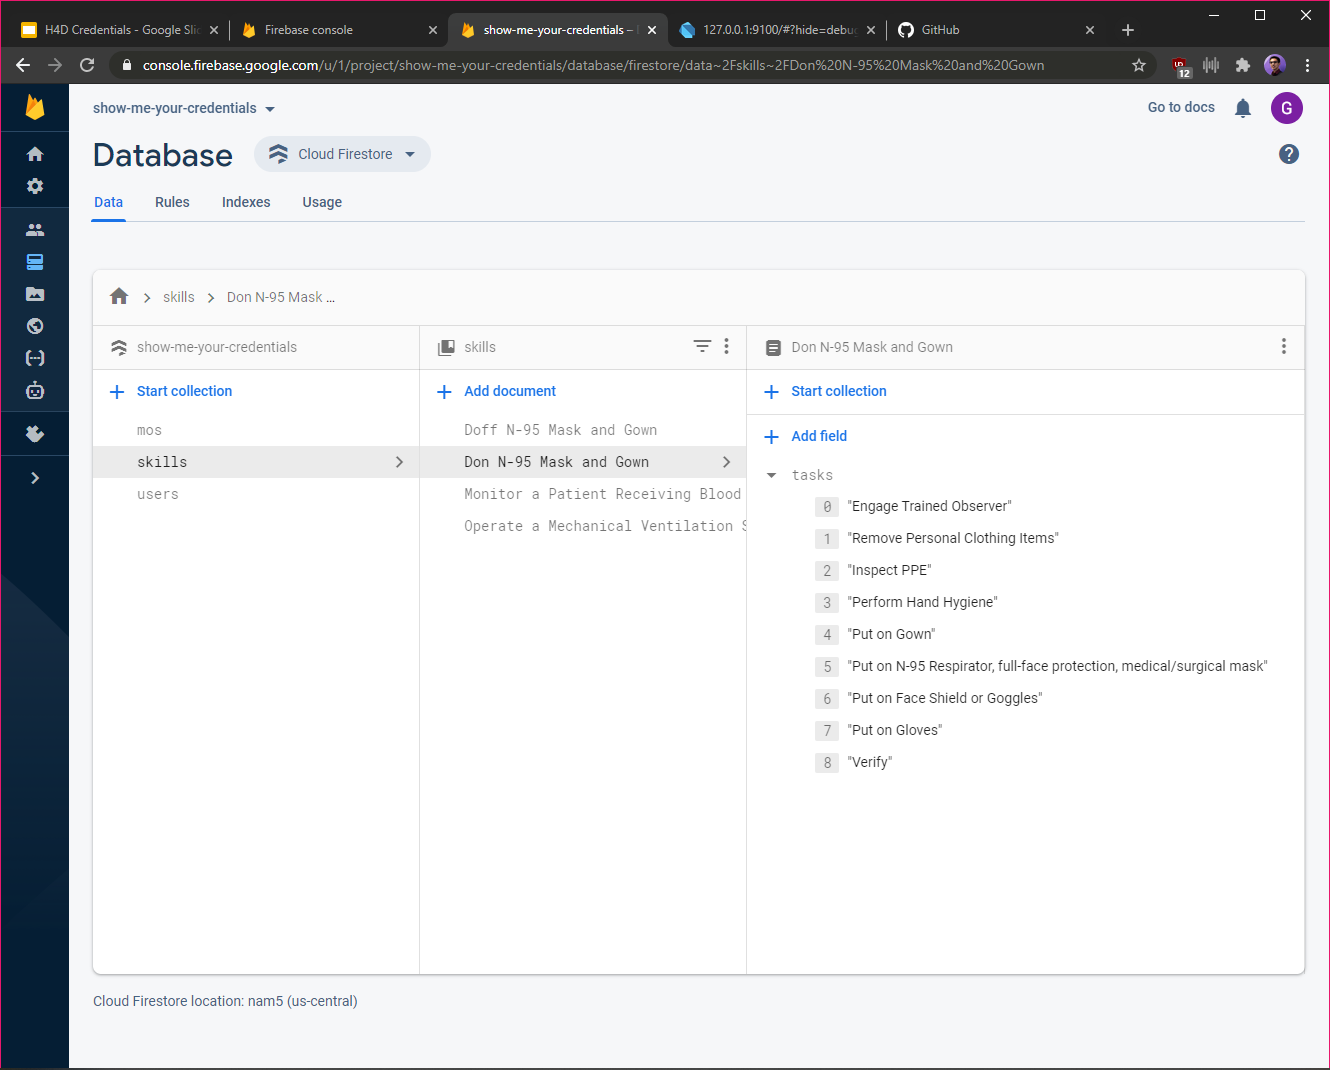 H4D Credentials - Google Slid
Firebase console
show-me-your-credentials –
127.0.0.1:9100/#?hide=debug
GitHub
console.firebase.google.com/u/1/project/show-me-your-credentials/database/firestore/data~2Fskills~2FDon%20N-95%20Mask%20and%20Gown
12
show-me-your-credentials
Go to docs
G
Database
Cloud Firestore
?
Data Rules Indexes Usage
skills Don N-95 Mask ...
show-me-your-credentials
skills
Don N-95 Mask and Gown
Start collection
mos
skills
users
Add document
Doff N-95 Mask and Gown
Don N-95 Mask and Gown
Monitor a Patient Receiving Blood
Operate a Mechanical Ventilation S
Start collection
Add field
tasks
0 "Engage Trained Observer"
1 "Remove Personal Clothing Items"
2 "Inspect PPE"
3 "Perform Hand Hygiene"
4 "Put on Gown"
5 "Put on N-95 Respirator, full-face protection, medical/surgical mask"
6 "Put on Face Shield or Goggles"
7 "Put on Gloves"
8 "Verify"
Cloud Firestore location: nam5 (us-central)